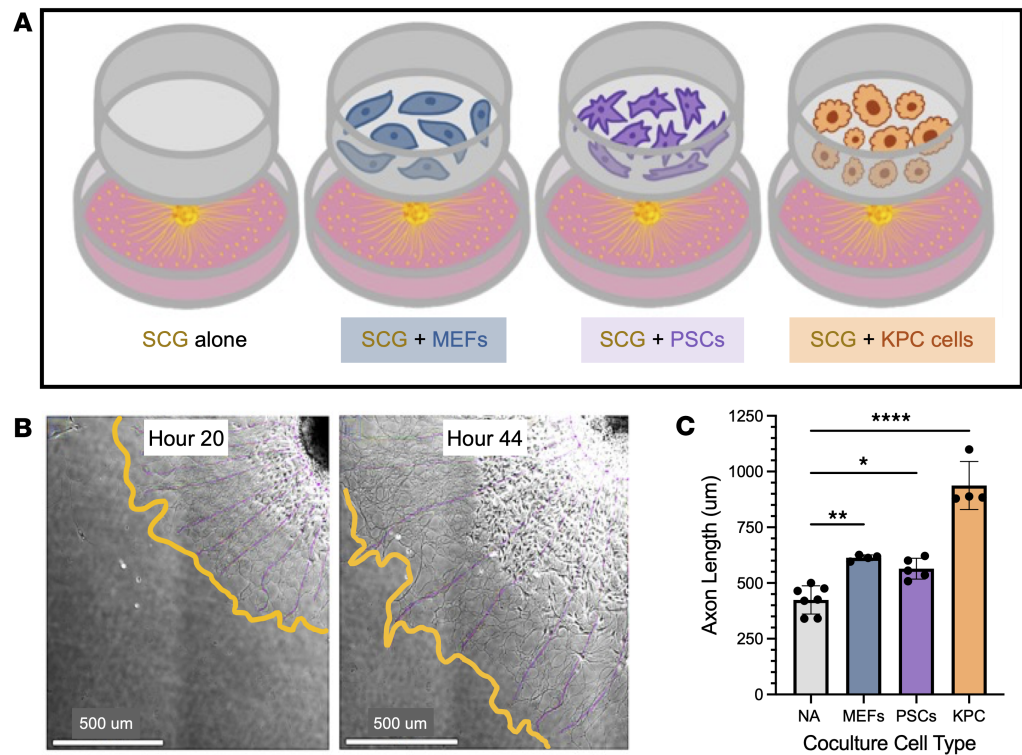 A
SCG alone
SCG + MEFs
SCG + PSCs
SCG + KPC cells
B
Hour 20
Hour 44
500 um
500 um
C
Axon Length (um)
1250
1000
750
500
250
0
****
*
**
NA
MEFs
PSCs
KPC
Coculture Cell Type